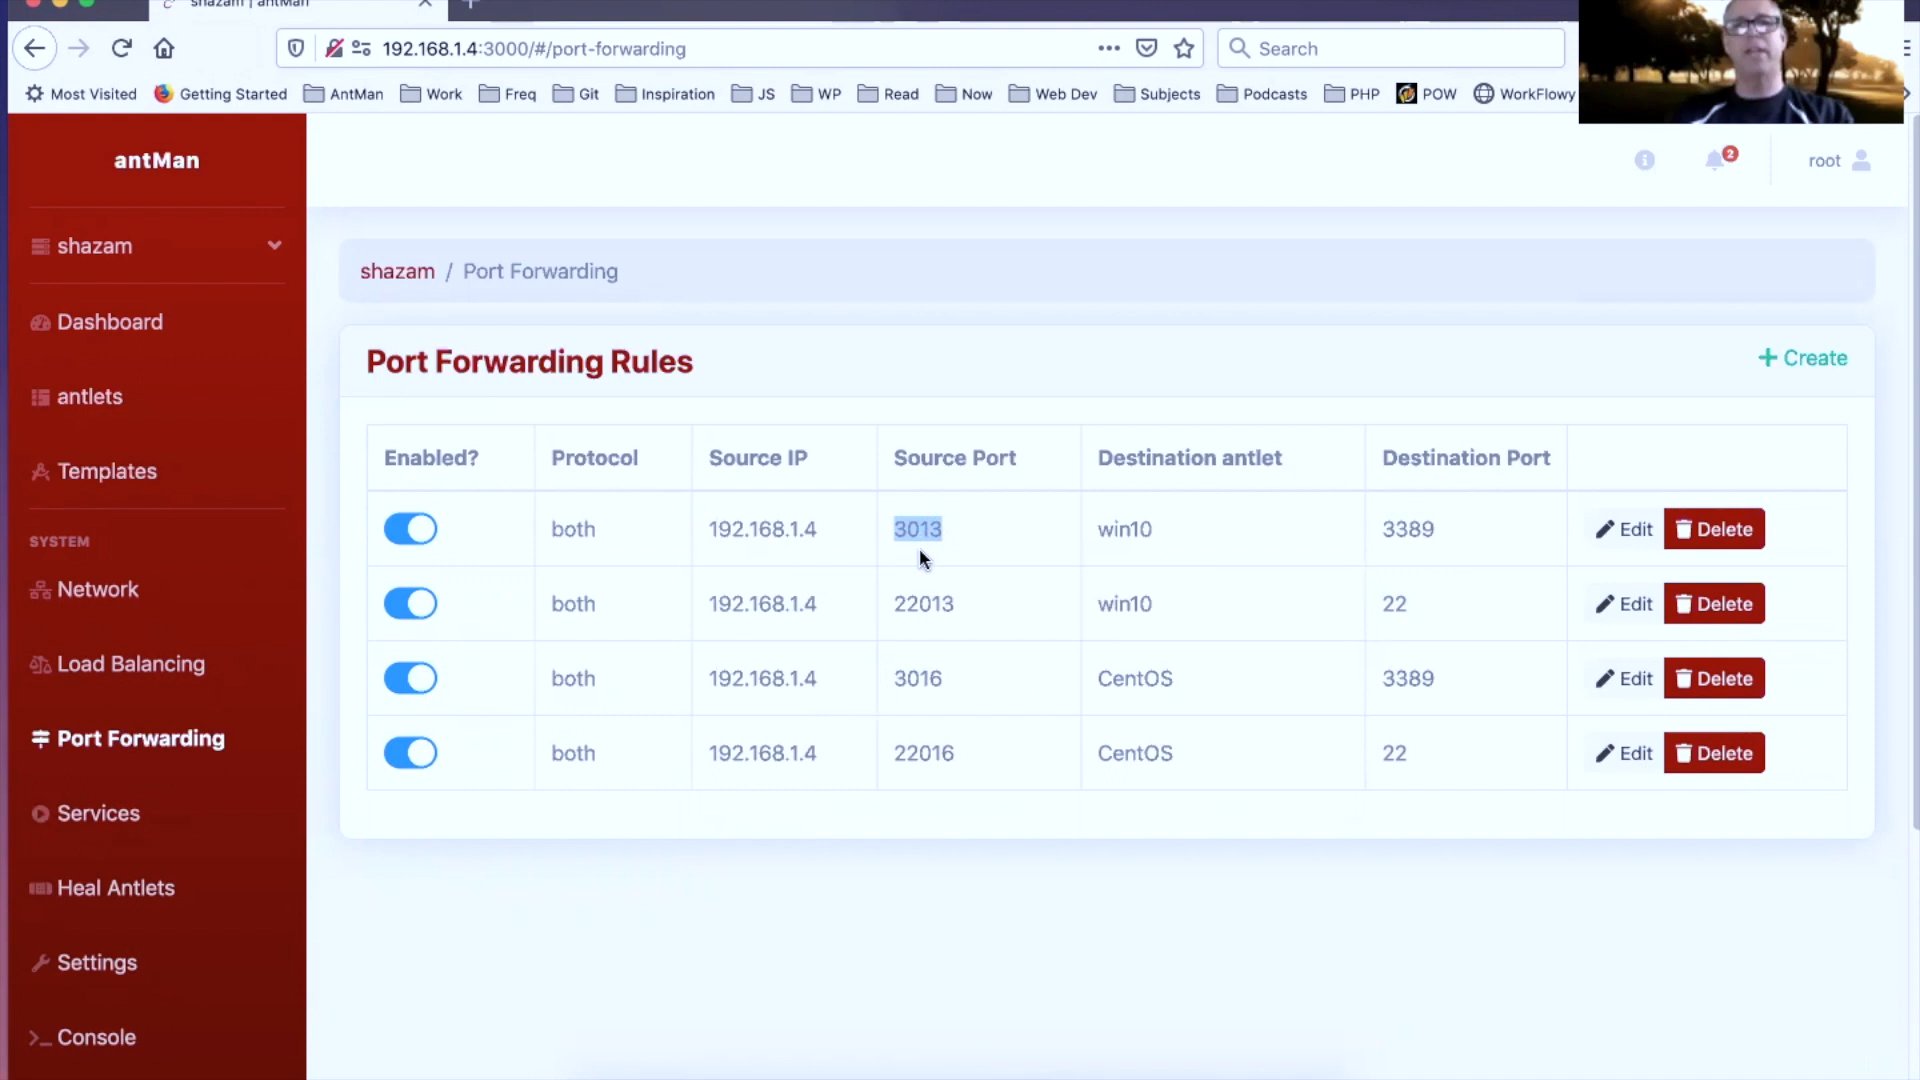 shazam | antMan
192.168.1.4:3000/#/port-forwarding
Search
Most Visited Getting Started AntMan Work Freq Git Inspiration JS WP Read Now Web Dev Subjects Podcasts PHP POW WorkFlowy
antMan
2
root
shazam
shazam / Port Forwarding
Dashboard
Port Forwarding Rules
+ Create
antlets
Enabled? Protocol Source IP Source Port Destination antlet Destination Port
Templates
both 192.168.1.4 3013 win10 3389 Edit Delete
SYSTEM
Network
both 192.168.1.4 22013 win10 22 Edit Delete
Load Balancing
both 192.168.1.4 3016 CentOS 3389 Edit Delete
Port Forwarding
both 192.168.1.4 22016 CentOS 22 Edit Delete
Services
Heal Antlets
Settings
Console